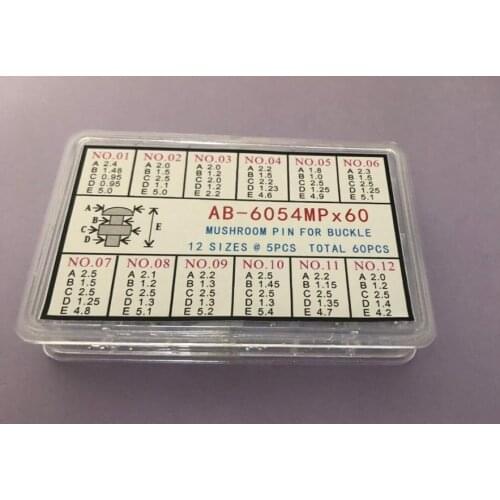 NO.01 NO.02 NO.03 NO.04 NO.05 NO.06
A 2.4 A 2.0 A 2.0 A 2.2 A 1.8 A 2.3
B 1.48 B 1.5 B 1.2 B 1.5 B 1.0 B 1.5
C 0.95 C 2.5 C 2.0 C 2.2 C 2.5 C 2.5
D 0.95 D 1.1 D 1.2 D 1.23 D 1.25 D 1.25
E 5.0 E 5.0 E 2.2 E 4.6 E 4.9 E 5.1
A
B
C
D
E
AB-6054MPx60
MUSHROOM PIN FOR BUCKLE
12 SIZES @ 5PCS TOTAL 60PCS
NO.07 NO.08 NO.09 NO.10 NO.11 NO.12
A 2.5 A 2.1 A 2.2 A 2.5 A 2.2 A 2.0
B 1.5 B 1.2 B 1.3 B 1.45 B 1.15 B 1.2
C 2.5 C 2.5 C 2.5 C 2.5 C 2.5 C 2.5
D 1.25 D 1.3 D 1.3 D 1.3 D 1.35 D 1.4
E 4.8 E 5.1 E 5.2 E 5.4 E 4.7 E 4.2